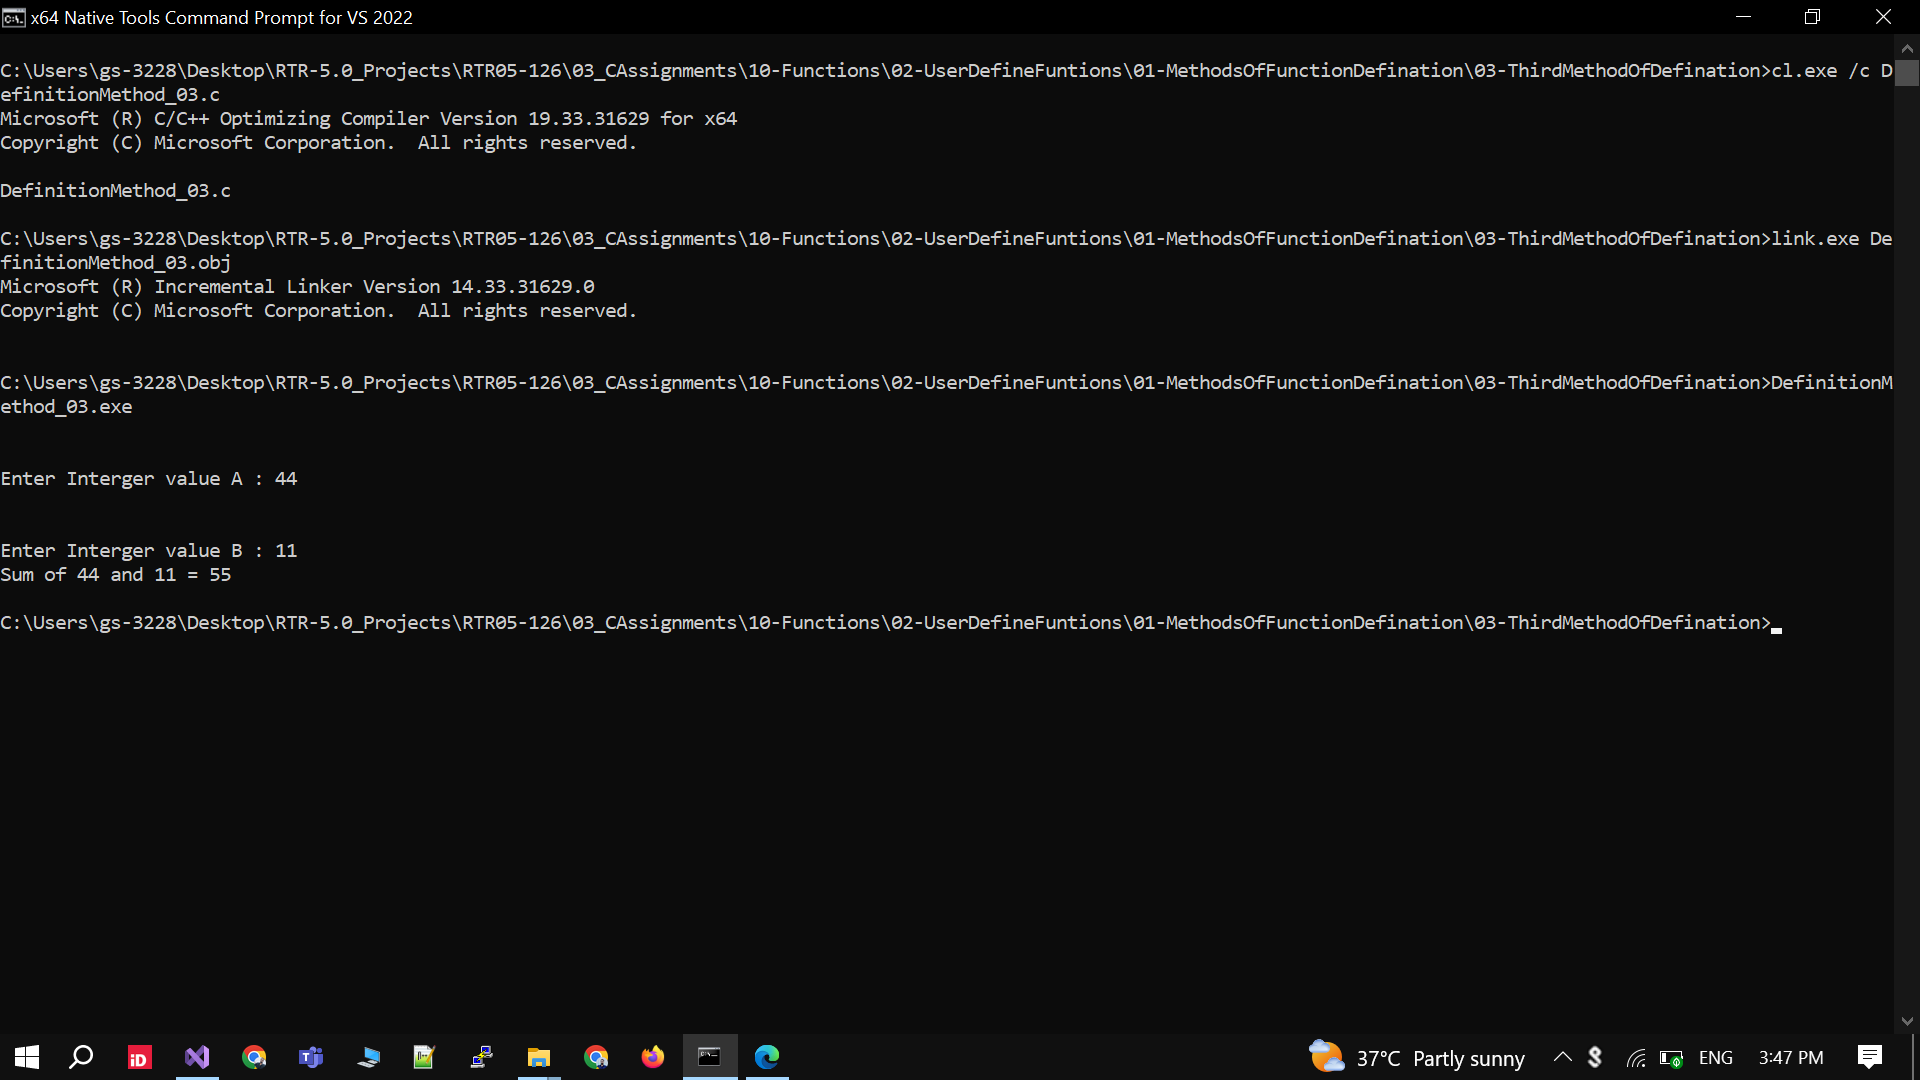 x64 Native Tools Command Prompt for VS 2022
C:\Users\gs-3228\Desktop\RTR-5.0_Projects\RTR05-126\03_CAssignments\10-Functions\02-UserDefineFuntions\01-MethodsOfFunctionDefination\03-ThirdMethodOfDefination>cl.exe /c D
efinitionMethod_03.c
Microsoft (R) C/C++ Optimizing Compiler Version 19.33.31629 for x64
Copyright (C) Microsoft Corporation.  All rights reserved.
DefinitionMethod_03.c
C:\Users\gs-3228\Desktop\RTR-5.0_Projects\RTR05-126\03_CAssignments\10-Functions\02-UserDefineFuntions\01-MethodsOfFunctionDefination\03-ThirdMethodOfDefination>link.exe De
finitionMethod_03.obj
Microsoft (R) Incremental Linker Version 14.33.31629.0
Copyright (C) Microsoft Corporation.  All rights reserved.
C:\Users\gs-3228\Desktop\RTR-5.0_Projects\RTR05-126\03_CAssignments\10-Functions\02-UserDefineFuntions\01-MethodsOfFunctionDefination\03-ThirdMethodOfDefination>DefinitionM
ethod_03.exe
Enter Interger value A : 44
Enter Interger value B : 11
Sum of 44 and 11 = 55
C:\Users\gs-3228\Desktop\RTR-5.0_Projects\RTR05-126\03_CAssignments\10-Functions\02-UserDefineFuntions\01-MethodsOfFunctionDefination\03-ThirdMethodOfDefination>
37°C Partly sunny ENG 3:47 PM